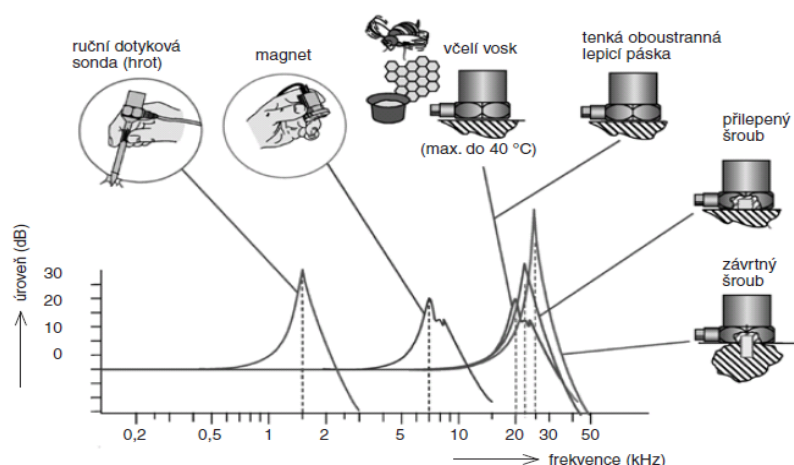 ruční dotyková
sonda (hrot)
magnet
včelí vosk
(max. do 40 °C)
tenká oboustranná
lepicí páska
přilepený
šroub
závrtný
šroub
úroveň (dB)
30
20
10
0
0,2 0,5 1 2 5 10 20 30 50
frekvence (kHz)